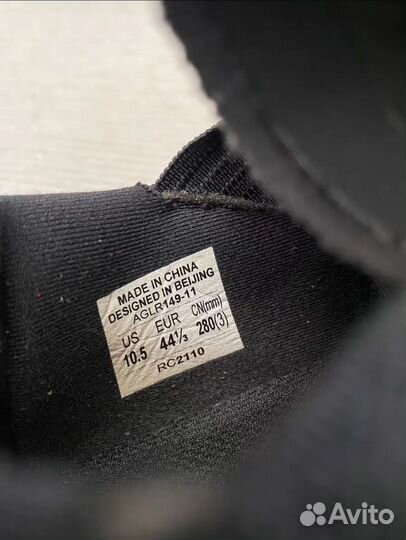 MADE IN CHINA
DESIGNED IN BEIJING
AGLR149-11
US EUR CN(mm)
10.5 44⅓ 280(3)
RC2110
Avito